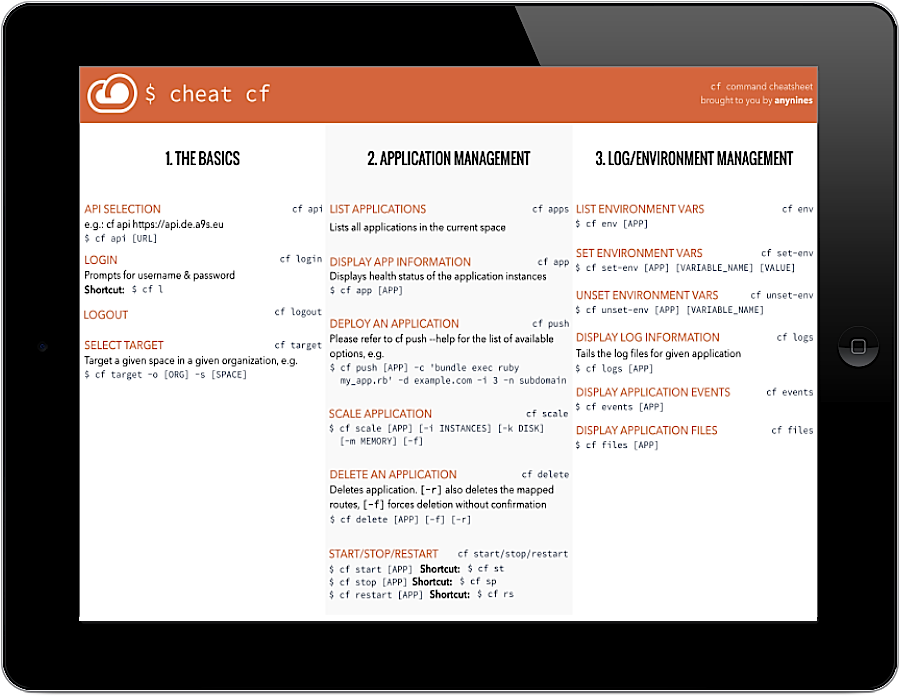 $ cheat cf
cf command cheatsheet
brought to you by anynines
1. THE BASICS
API SELECTION cf api
e.g.: cf api https://api.de.a9s.eu
$ cf api [URL]
LOGIN cf login
Prompts for username & password
Shortcut: $ cf l
LOGOUT cf logout
SELECT TARGET cf target
Target a given space in a given organization, e.g.
$ cf target -o [ORG] -s [SPACE]
2. APPLICATION MANAGEMENT
LIST APPLICATIONS cf apps
Lists all applications in the current space
DISPLAY APP INFORMATION cf app
Displays health status of the application instances
$ cf app [APP]
DEPLOY AN APPLICATION cf push
Please refer to cf push --help for the list of available
options, e.g.
$ cf push [APP] -c 'bundle exec ruby
my_app.rb' -d example.com -i 3 -n subdomain
SCALE APPLICATION cf scale
$ cf scale [APP] [-i INSTANCES] [-k DISK]
[-m MEMORY] [-f]
DELETE AN APPLICATION cf delete
Deletes application. [-r] also deletes the mapped
routes, [-f] forces deletion without confirmation
$ cf delete [APP] [-f] [-r]
START/STOP/RESTART cf start/stop/restart
$ cf start [APP] Shortcut: $ cf st
$ cf stop [APP] Shortcut: $ cf sp
$ cf restart [APP] Shortcut: $ cf rs
3. LOG/ENVIRONMENT MANAGEMENT
LIST ENVIRONMENT VARS cf env
$ cf env [APP]
SET ENVIRONMENT VARS cf set-env
$ cf set-env [APP] [VARIABLE_NAME] [VALUE]
UNSET ENVIRONMENT VARS cf unset-env
$ cf unset-env [APP] [VARIABLE_NAME]
DISPLAY LOG INFORMATION cf logs
Tails the log files for given application
$ cf logs [APP]
DISPLAY APPLICATION EVENTS cf events
$ cf events [APP]
DISPLAY APPLICATION FILES cf files
$ cf files [APP]